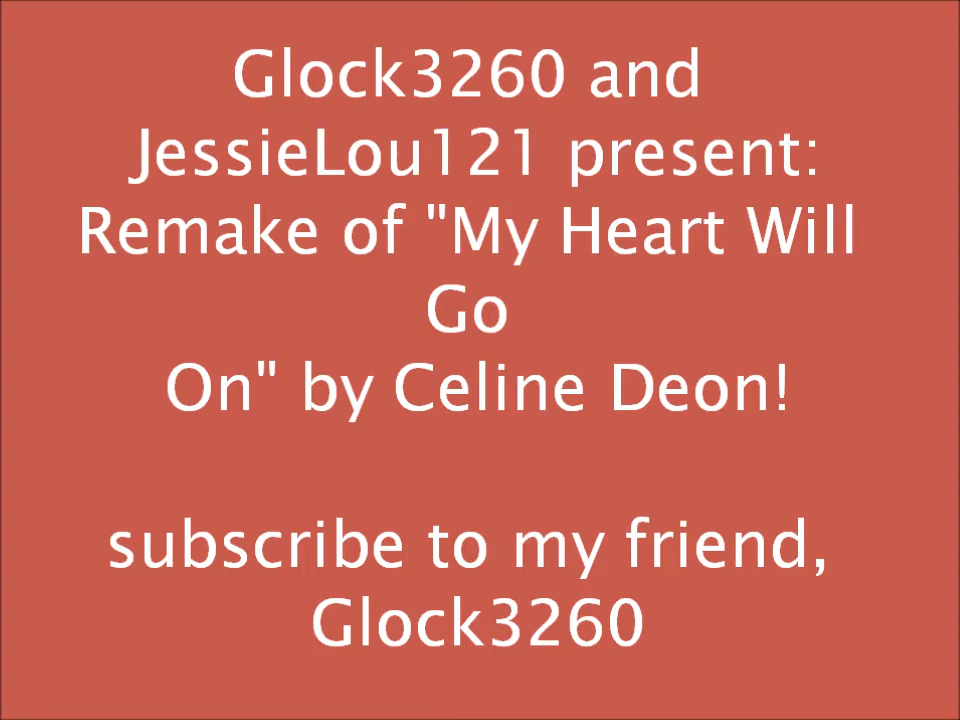 Glock3260 and
JessieLou121 present:
Remake of "My Heart Will
Go
On" by Celine Deon!
subscribe to my friend,
Glock3260